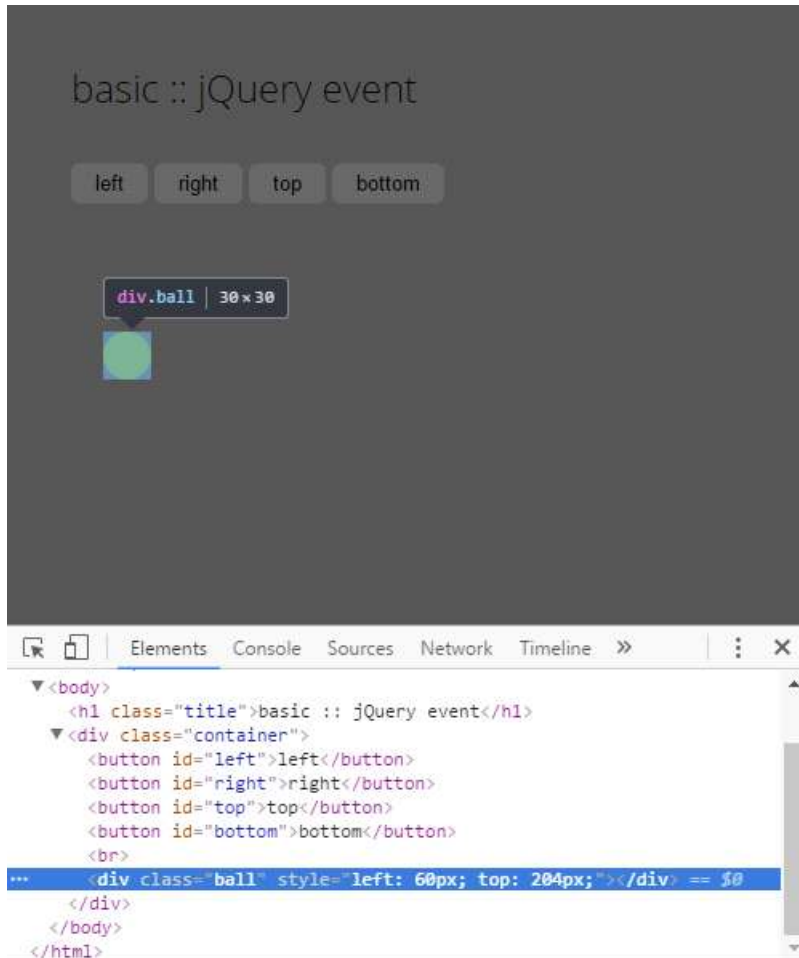 basic :: jQuery event
left right top bottom
div.ball | 30 × 30
Elements Console Sources Network Timeline »
▼<body>
<h1 class="title">basic :: jQuery event</h1>
▼<div class="container">
<button id="left">left</button>
<button id="right">right</button>
<button id="top">top</button>
<button id="bottom">bottom</button>
<br>
<div class="ball" style="left: 60px; top: 204px;"></div> == $0
</div>
</body>
</html>